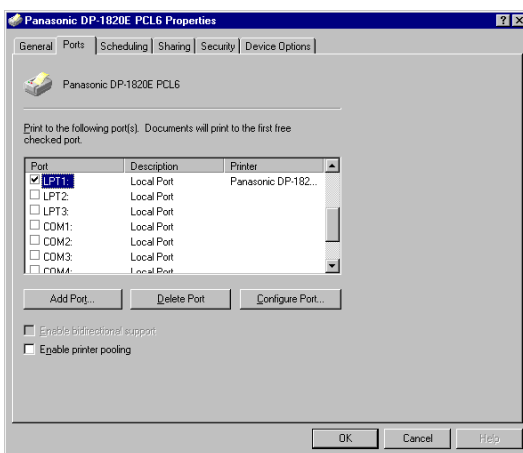 Panasonic DP-1820E PCL6 Properties
General Ports Scheduling Sharing Security Device Options
Panasonic DP-1820E PCL6
Print to the following port(s). Documents will print to the first free
checked port.
Port Description Printer
LPT1: Local Port Panasonic DP-182...
LPT2: Local Port
LPT3: Local Port
COM1: Local Port
COM2: Local Port
COM3: Local Port
COM4: Local Port
Add Port... Delete Port Configure Port...
Enable bidirectional support
Enable printer pooling
OK Cancel Help